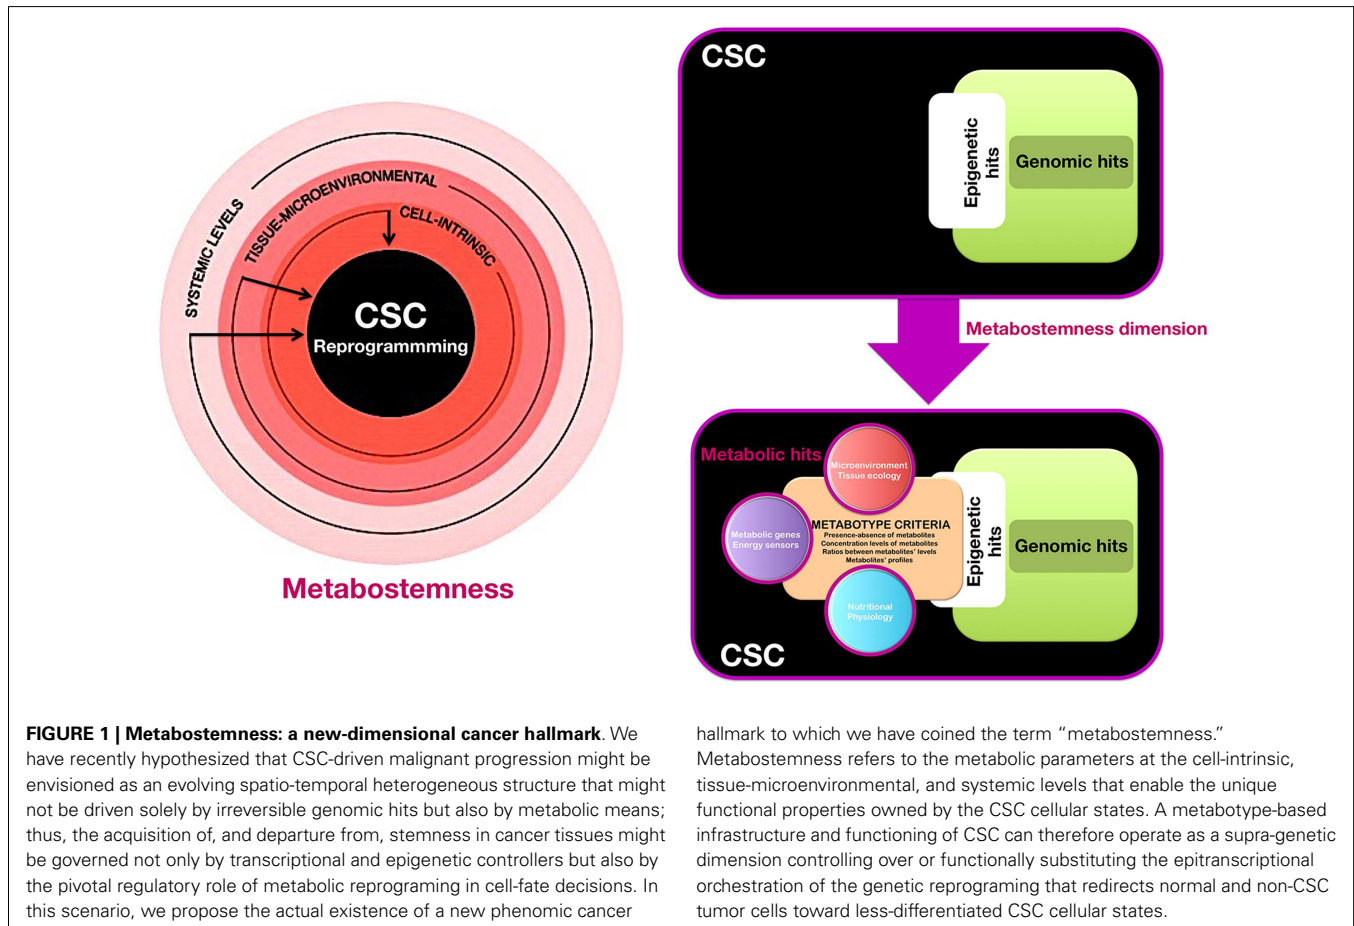 SYSTEMIC LEVELS
TISSUE-MICROENVIRONMENTAL
CELL-INTRINSIC
CSC
Reprogrammming
Metabostemness
CSC
Epigenetic
hits
Genomic hits
Metabostemness dimension
Metabolic hits
Microenvironment
Tissue ecology
Metabolic genes
Energy sensors
METABOTYPE CRITERIA
Presence-absence of metabolites
Concentration levels of metabolites
Ratios between metabolites' levels
Metabolites' profiles
Nutritional
Physiology
Epigenetic
hits
Genomic hits
CSC
FIGURE 1 | Metabostemness: a new-dimensional cancer hallmark. We
have recently hypothesized that CSC-driven malignant progression might be
envisioned as an evolving spatio-temporal heterogeneous structure that might
not be driven solely by irreversible genomic hits but also by metabolic means;
thus, the acquisition of, and departure from, stemness in cancer tissues might
be governed not only by transcriptional and epigenetic controllers but also by
the pivotal regulatory role of metabolic reprograming in cell-fate decisions. In
this scenario, we propose the actual existence of a new phenomic cancer
hallmark to which we have coined the term “metabostemness.”
Metabostemness refers to the metabolic parameters at the cell-intrinsic,
tissue-microenvironmental, and systemic levels that enable the unique
functional properties owned by the CSC cellular states. A metabotype-based
infrastructure and functioning of CSC can therefore operate as a supra-genetic
dimension controlling over or functionally substituting the epitranscriptional
orchestration of the genetic reprograming that redirects normal and non-CSC
tumor cells toward less-differentiated CSC cellular states.